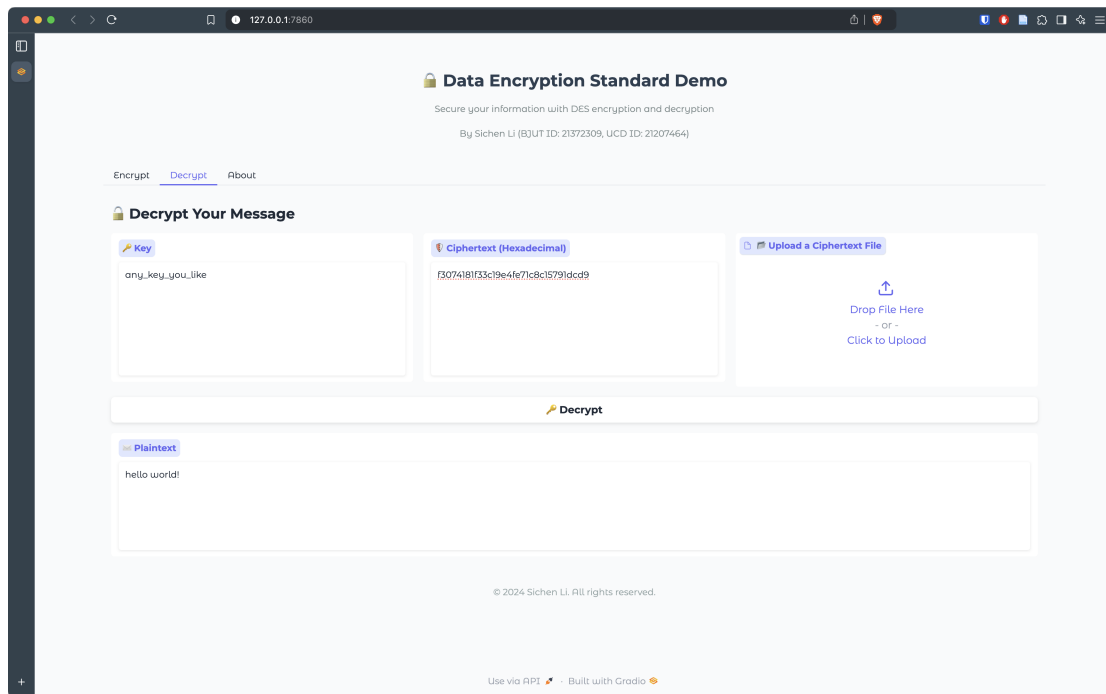 127.0.0.1:7860
Data Encryption Standard Demo
Secure your information with DES encryption and decryption
By Sichen Li (BJUT ID: 21372309, UCD ID: 21207464)
Encrypt Decrypt About
Decrypt Your Message
Key
any_key_you_like
Ciphertext (Hexadecimal)
f3074181f33c19e4fe71c8c15791dcd9
Upload a Ciphertext File
Drop File Here
- or -
Click to Upload
Decrypt
Plaintext
hello world!
© 2024 Sichen Li. All rights reserved.
Use via API · Built with Gradio